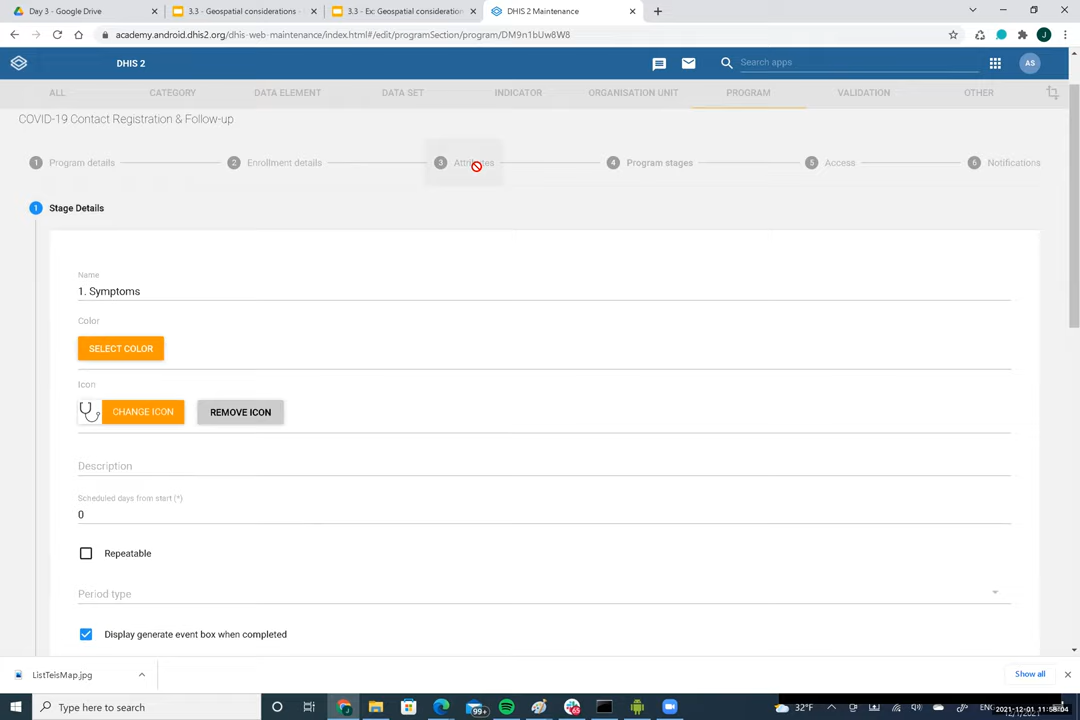 Day 3 - Google Drive
3.3 - Geospatial considerations -
3.3 - Ex: Geospatial consideration
DHIS 2 Maintenance
academy.android.dhis2.org/dhis-web-maintenance/index.html#/edit/programSection/program/DM9n1bUw8W8
J
DHIS 2
Search apps
AS
ALL
CATEGORY
DATA ELEMENT
DATA SET
INDICATOR
ORGANISATION UNIT
PROGRAM
VALIDATION
OTHER
COVID-19 Contact Registration & Follow-up
1 Program details
2 Enrollment details
3 Attributes
4 Program stages
5 Access
6 Notifications
1 Stage Details
Name
1. Symptoms
Color
SELECT COLOR
Icon
CHANGE ICON
REMOVE ICON
Description
Scheduled days from start (*)
0
Repeatable
Period type
Display generate event box when completed
ListTeisMap.jpg
Show all
Type here to search
99+
32°F
ENG
2021-12-01 11:58:04